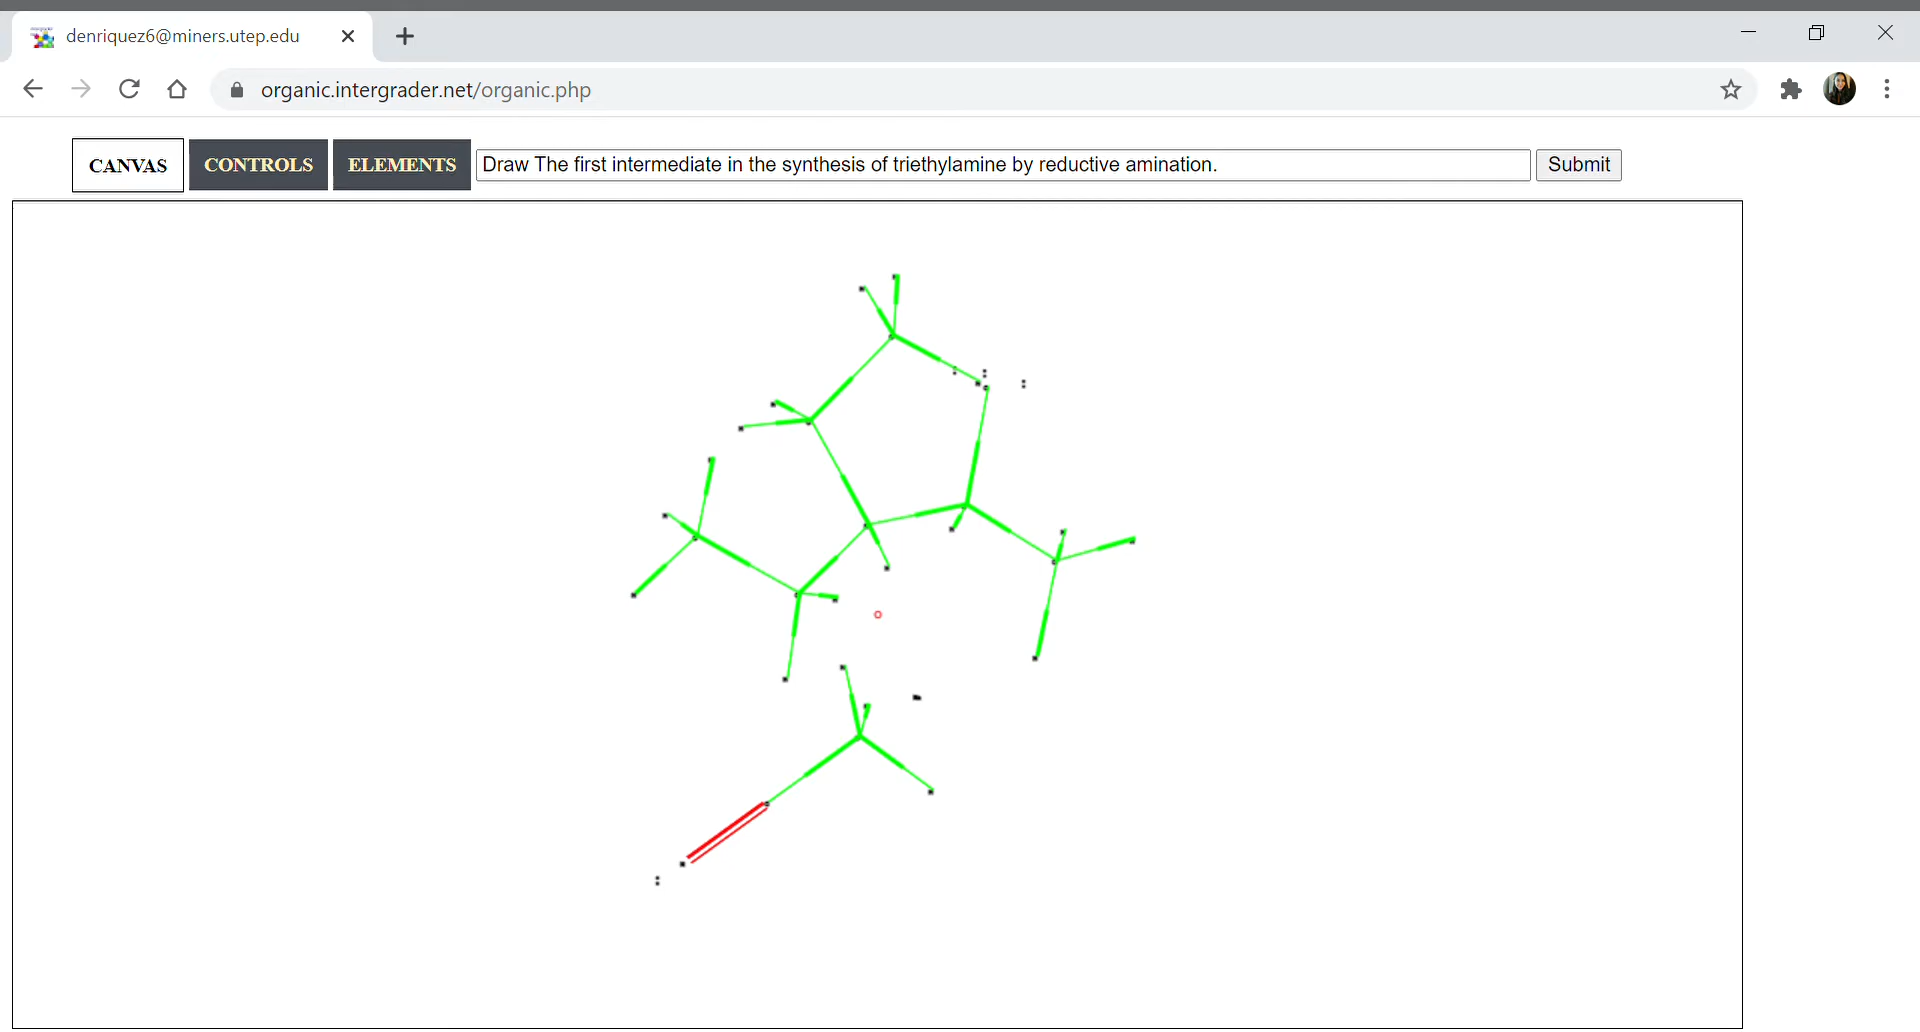 denriquez6@miners.utep.edu
organic.intergrader.net/organic.php
CANVAS CONTROLS ELEMENTS Draw The first intermediate in the synthesis of triethylamine by reductive amination. Submit